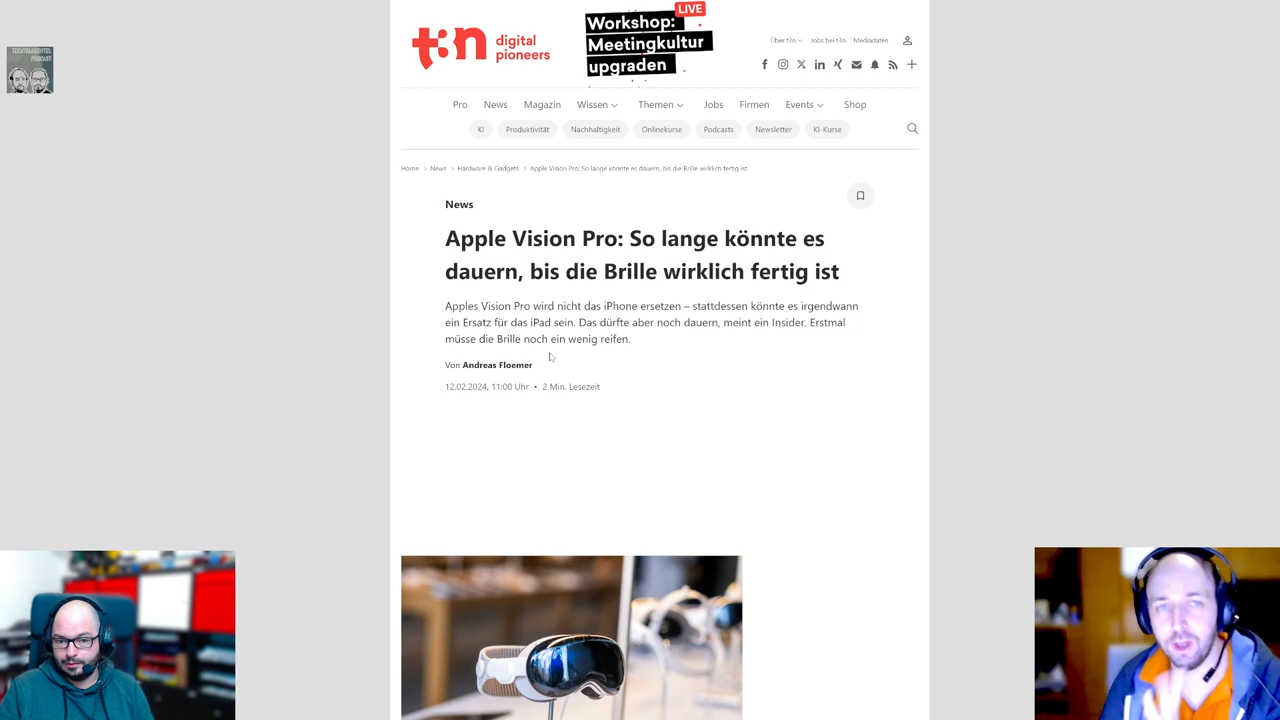 TECHTELMECHTEL
PODCAST
t3n digital
pioneers
LIVE
Workshop:
Meetingkultur
upgraden
Über t3n
Jobs bei t3n
Mediadaten
Pro
News
Magazin
Wissen
Themen
Jobs
Firmen
Events
Shop
KI
Produktivität
Nachhaltigkeit
Onlinekurse
Podcasts
Newsletter
KI-Kurse
Home > News > Hardware & Gadgets > Apple Vision Pro: So lange könnte es dauern, bis die Brille wirklich fertig ist
News
Apple Vision Pro: So lange könnte es
dauern, bis die Brille wirklich fertig ist
Apples Vision Pro wird nicht das iPhone ersetzen – stattdessen könnte es irgendwann
ein Ersatz für das iPad sein. Das dürfte aber noch dauern, meint ein Insider. Erstmal
müsse die Brille noch ein wenig reifen.
Von Andreas Floemer
12.02.2024, 11:00 Uhr • 2 Min. Lesezeit